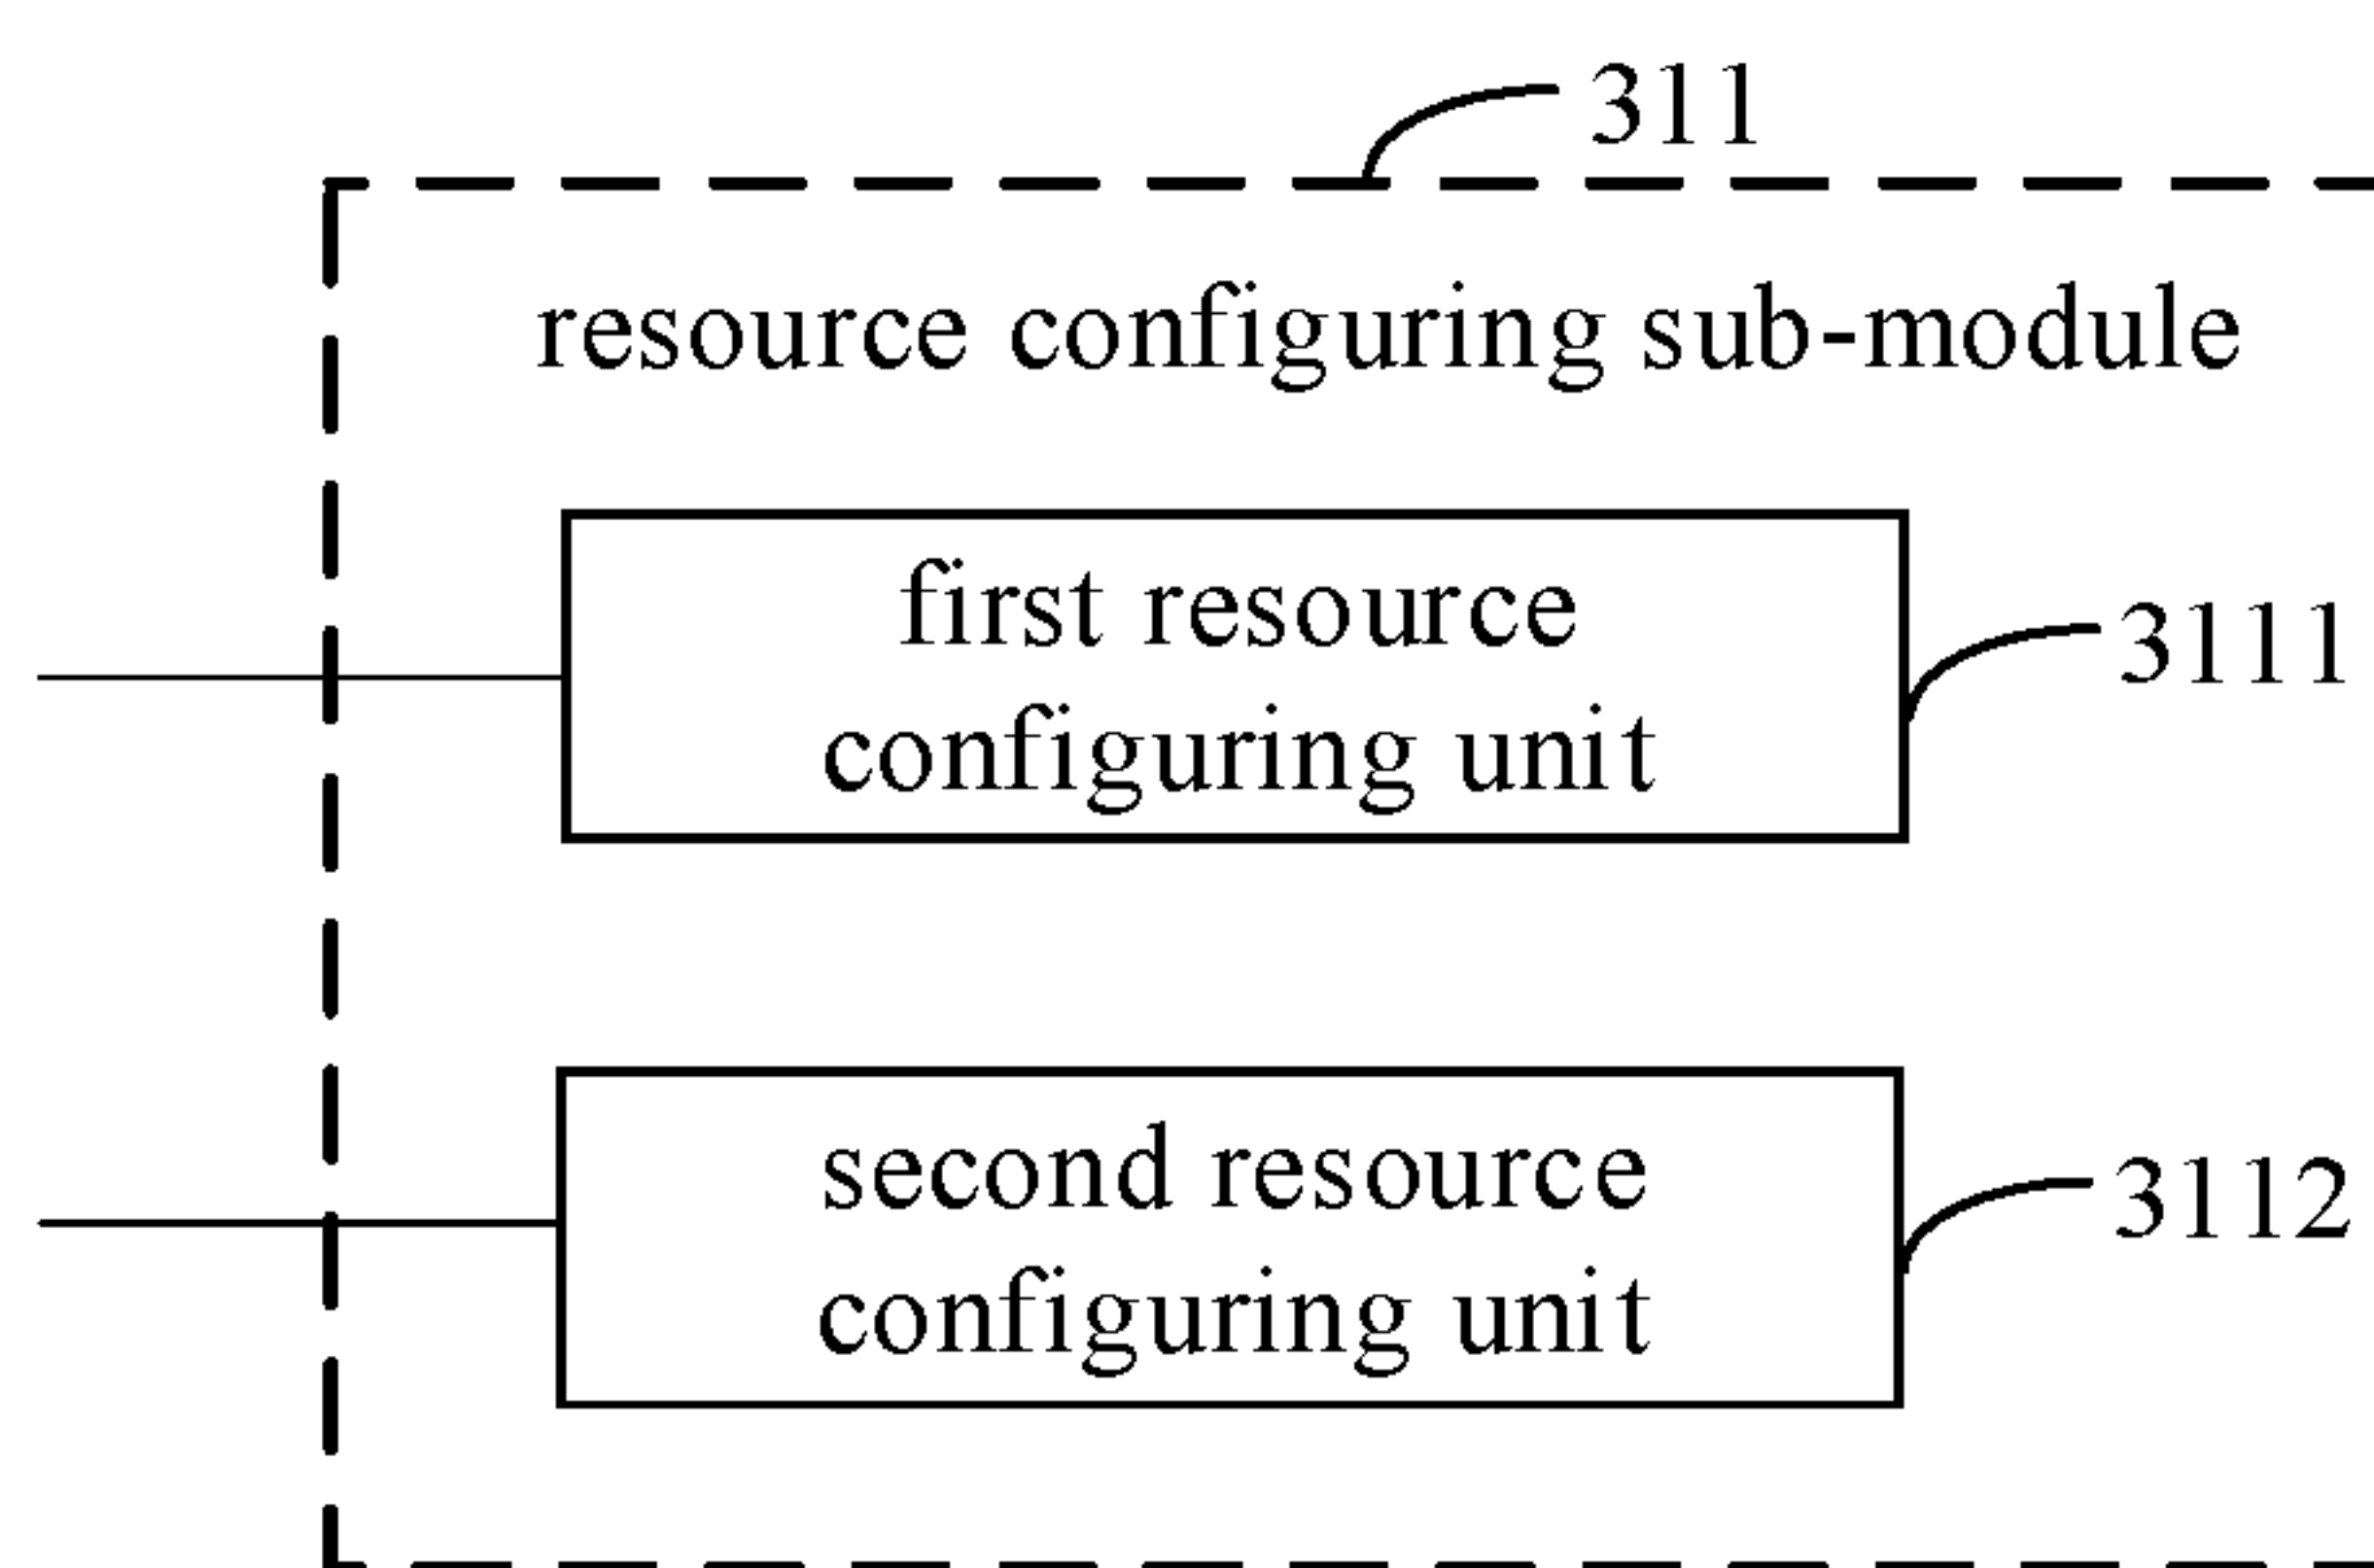 311
resource configuring sub-module
first resource
configuring unit
3111
second resource
configuring unit
3112